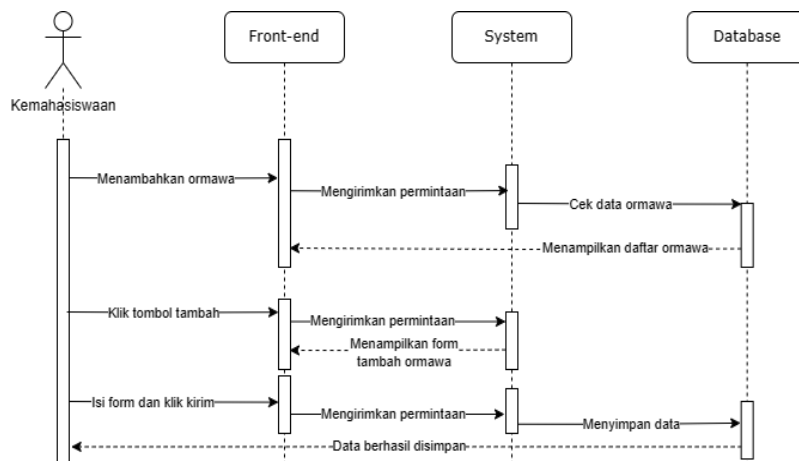 Front-end
System
Database
Kemahasiswaan
Menambahkan ormawa
Mengirimkan permintaan
Cek data ormawa
Menampilkan daftar ormawa
Klik tombol tambah
Mengirimkan permintaan
Menampilkan form
tambah ormawa
Isi form dan klik kirim
Mengirimkan permintaan
Menyimpan data
Data berhasil disimpan